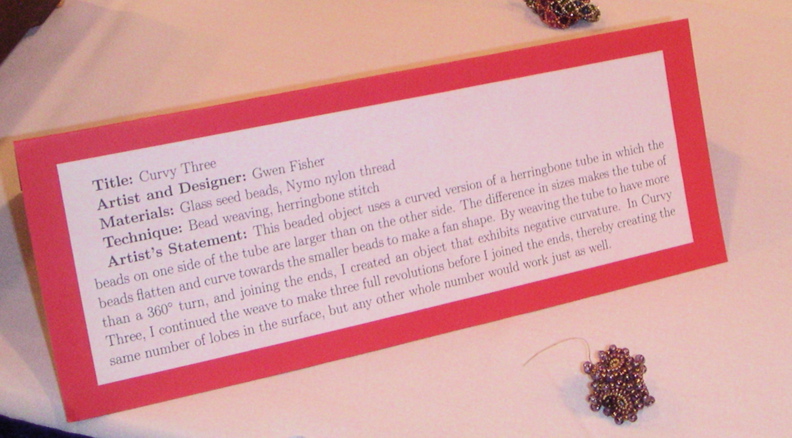 Title: Curvy Three
Artist and Designer: Gwen Fisher
Materials: Glass seed beads, Nymo nylon thread
Technique: Bead weaving, herringbone stitch
Artist's Statement: This beaded object uses a curved version of a herringbone tube in which the
beads on one side of the tube are larger than on the other side. The difference in sizes makes the tube of
beads flatten and curve towards the smaller beads to make a fan shape. By weaving the tube to have more
than a 360° turn, and joining the ends, I created an object that exhibits negative curvature. In Curvy
Three, I continued the weave to make three full revolutions before I joined the ends, thereby creating the
same number of lobes in the surface, but any other whole number would work just as well.